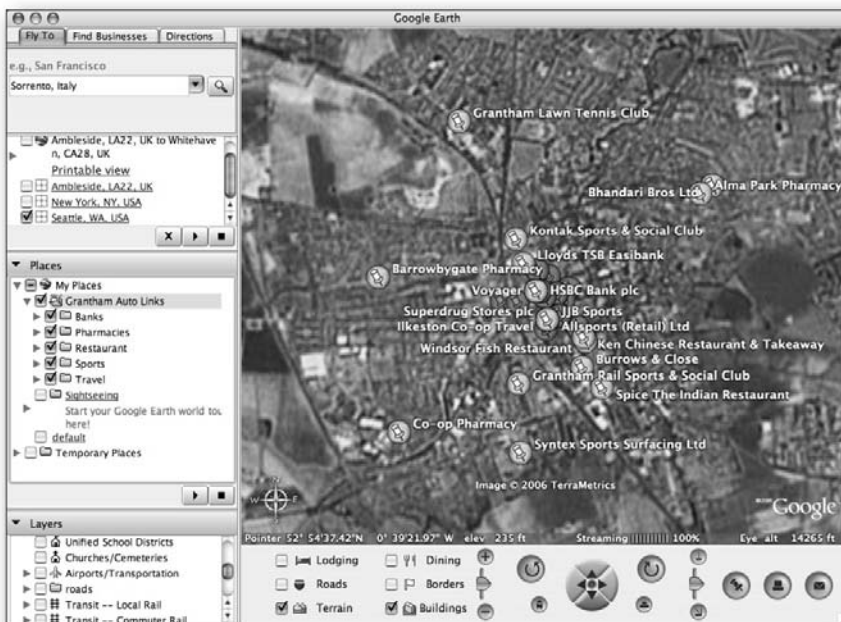 Google Earth
Fly To Find Businesses Directions
e.g., San Francisco
Sorrento, Italy
Ambleside, LA22, UK to Whitehave
n, CA28, UK
Printable view
Ambleside, LA22, UK
New York, NY, USA
Seattle, WA, USA
Places
My Places
Grantham Auto Links
Banks
Pharmacies
Restaurant
Sports
Travel
Sightseeing
Start your Google Earth world tou
here!
default
Temporary Places
Layers
Unified School Districts
Churches/Cemeteries
Airports/Transportation
roads
Transit -- Local Rail
Transit -- Commuter Rail
Grantham Lawn Tennis Club
Bhandari Bros Ltd
Alma Park Pharmacy
Kontak Sports & Social Club
Lloyds TSB Easibank
Barrowbygate Pharmacy
Voyager HSBC Bank plc
Superdrug Stores plc JJB Sports
Ilkeston Co-op Travel Allsports (Retail) Ltd
Windsor Fish Restaurant Ken Chinese Restaurant & Takeaway
Burrows & Close
Grantham Rail Sports & Social Club
Spice The Indian Restaurant
Co-op Pharmacy
Syntex Sports Surfacing Ltd
Image © 2006 TerraMetrics
N
W E
Google
Pointer 52° 54'37.42"N 0° 39'21.97" W elev 235 ft Streaming |||||||||| 100% Eye alt 14265 ft
Lodging Dining
Roads Borders
Terrain Buildings